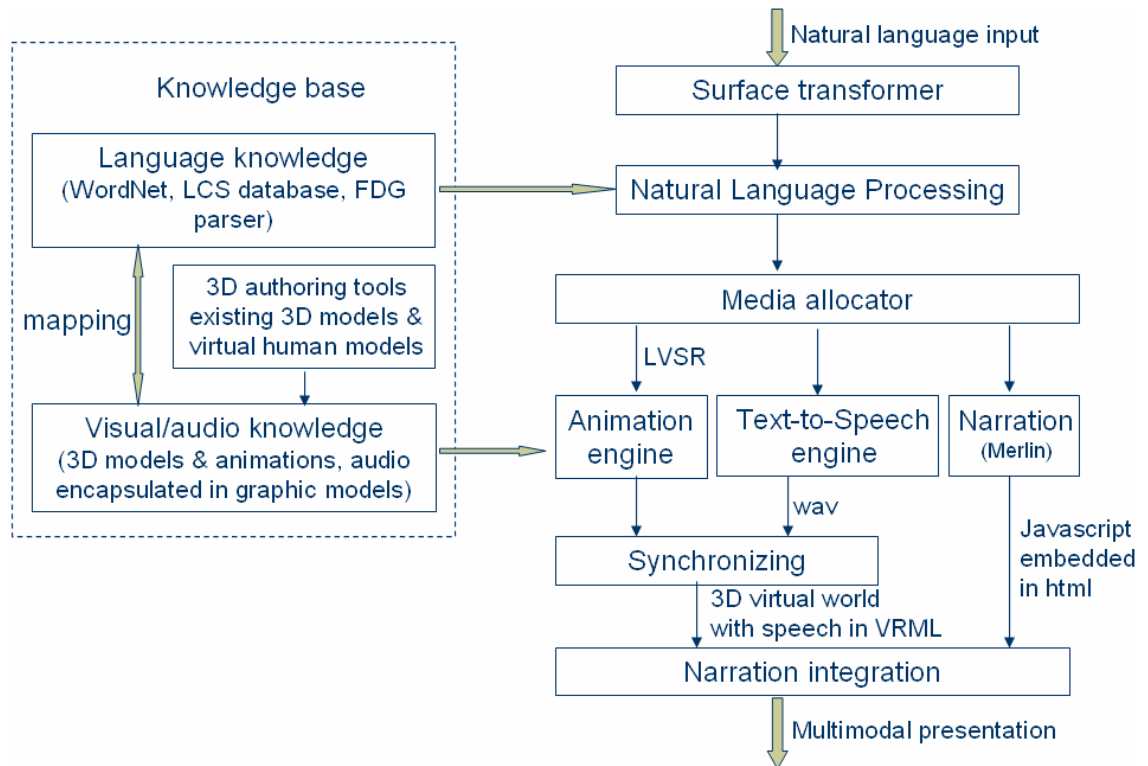 Natural language input
Surface transformer
Knowledge base
Language knowledge
(WordNet, LCS database, FDG
parser)
Natural Language Processing
mapping
3D authoring tools
existing 3D models &
virtual human models
Media allocator
LVSR
Visual/audio knowledge
(3D models & animations, audio
encapsulated in graphic models)
Animation
engine
Text-to-Speech
engine
Narration
(Merlin)
wav
Javascript
embedded
in html
Synchronizing
3D virtual world
with speech in VRML
Narration integration
Multimodal presentation